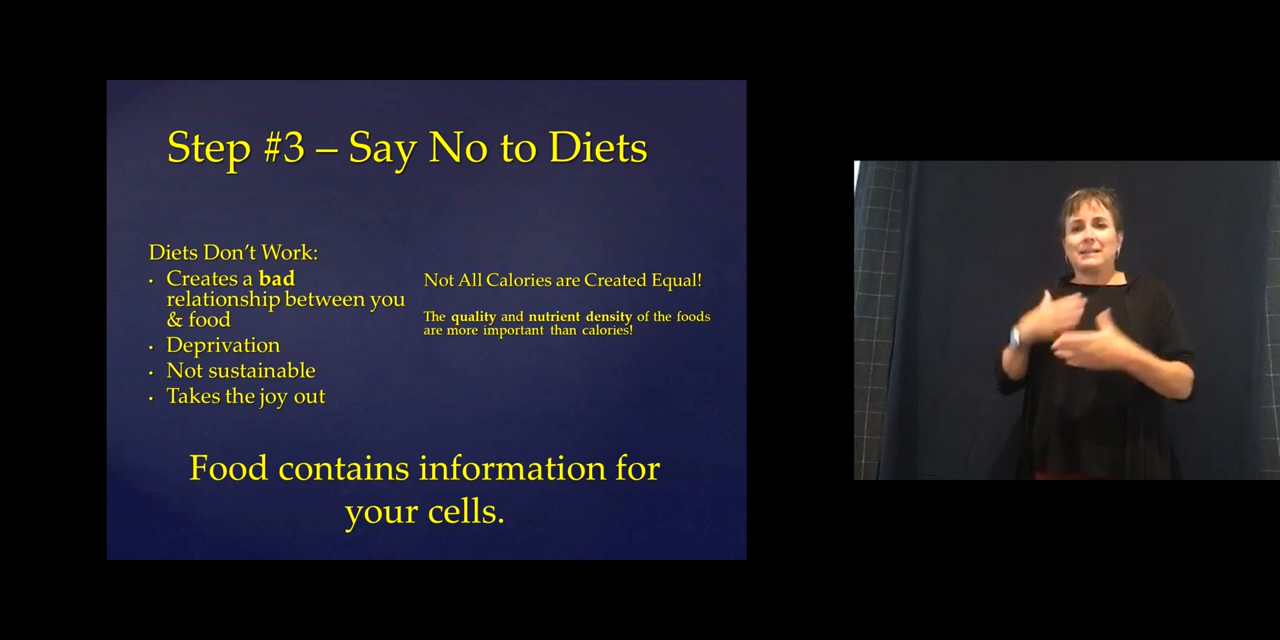 Step #3 – Say No to Diets
Diets Don’t Work:
· Creates a bad
relationship between you
& food
· Deprivation
· Not sustainable
· Takes the joy out
Not All Calories are Created Equal!
The quality and nutrient density of the foods
are more important than calories!
Food contains information for
your cells.